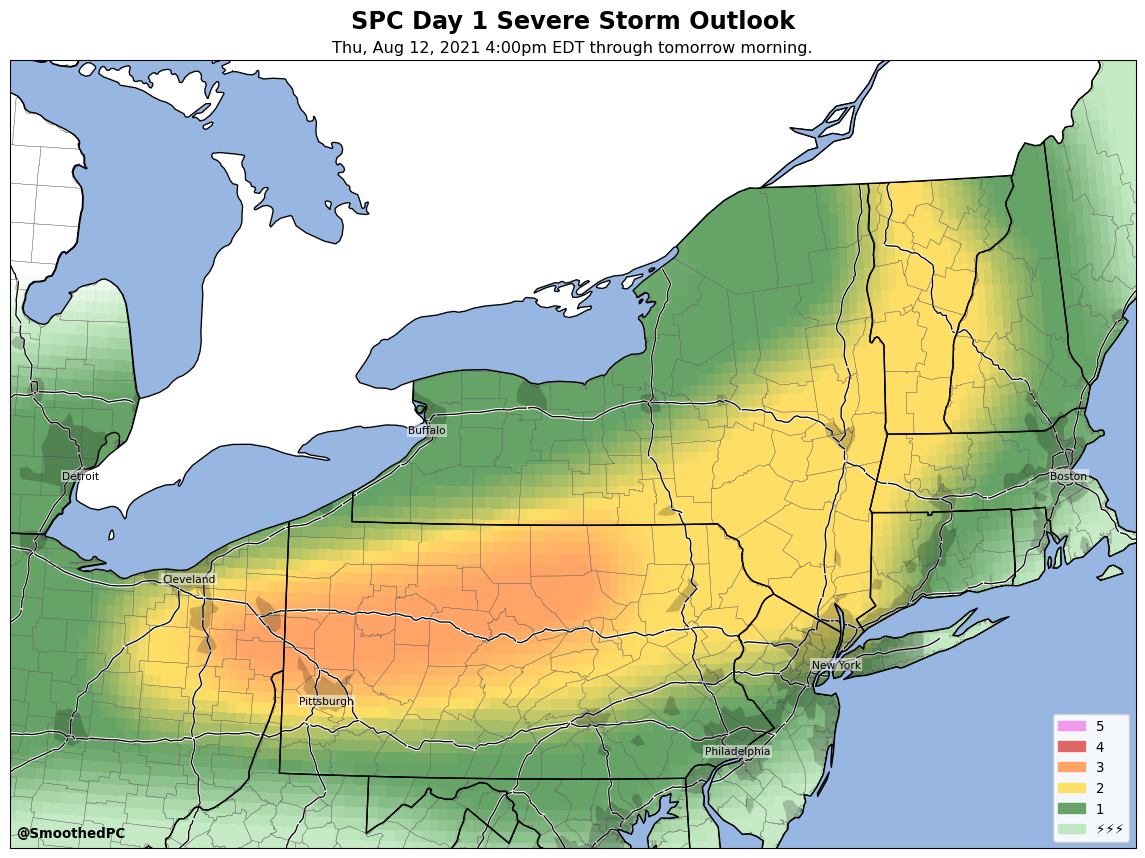 SPC Day 1 Severe Storm Outlook
Thu, Aug 12, 2021 4:00pm EDT through tomorrow morning.
Buffalo
Detroit
Boston
Cleveland
New York
Pittsburgh
Philadelphia
5
4
3
2
1
⚡⚡⚡
@SmoothedPC